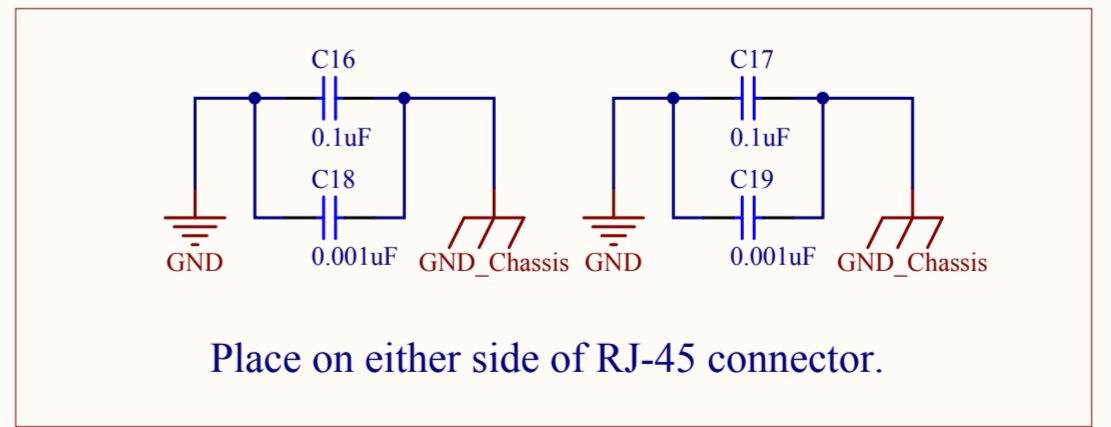 C16
C17
0.1uF
0.1uF
C18
C19
0.001uF
0.001uF
GND
GND_Chassis
GND
GND_Chassis
Place on either side of RJ-45 connector.